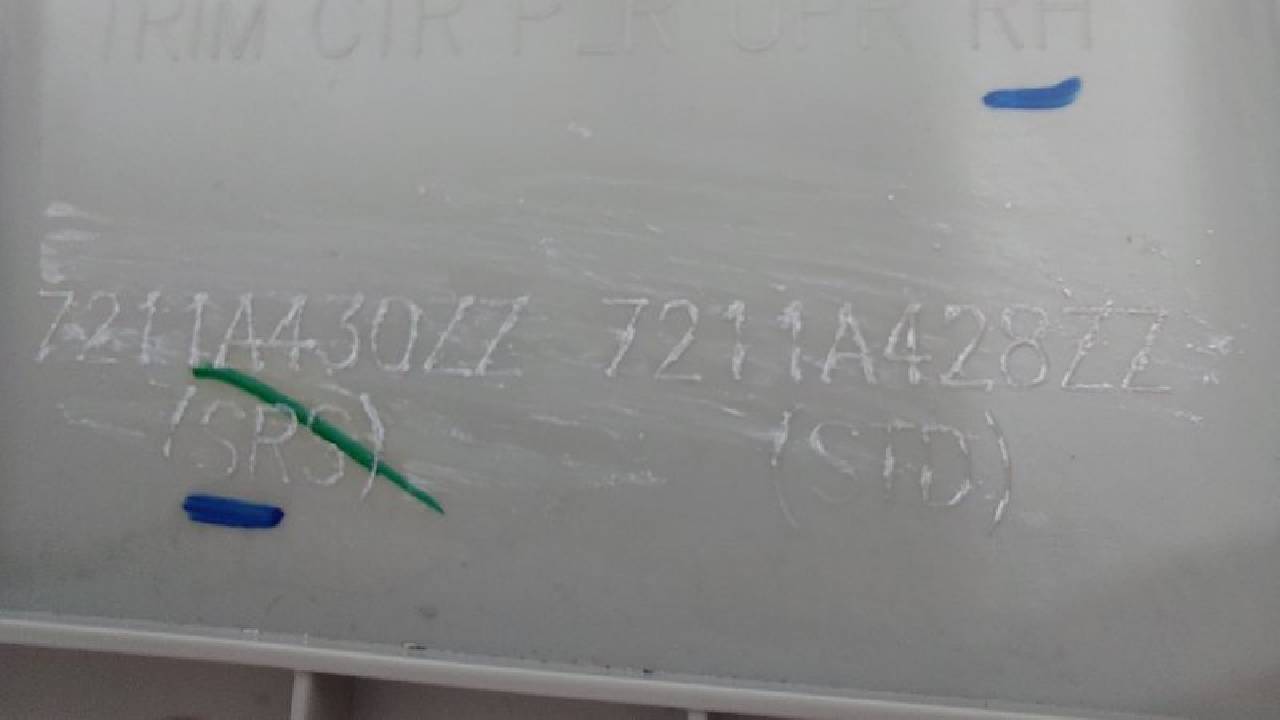 TRIM CTR PLR UPR RH
7211A430ZZ 7211A428ZZ
(SRS) (STD)